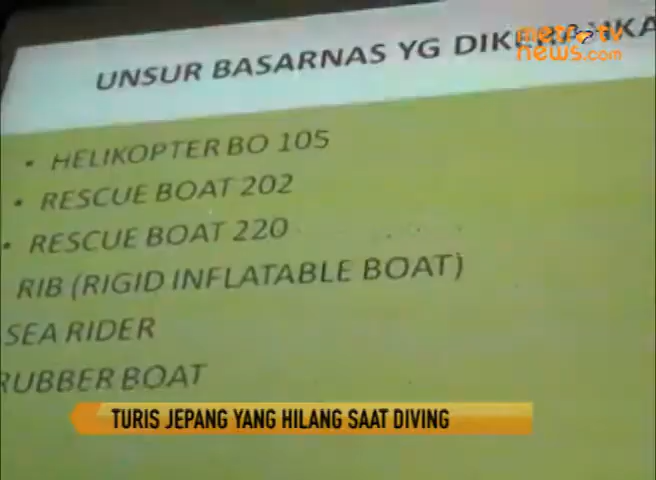 UNSUR BASARNAS YG
metrotv
news.com
• HELIKOPTER BO 105
• RESCUE BOAT 202
• RESCUE BOAT 220
RIB (RIGID INFLATABLE BOAT)
SEA RIDER
RUBBER BOAT
TURIS JEPANG YANG HILANG SAAT DIVING